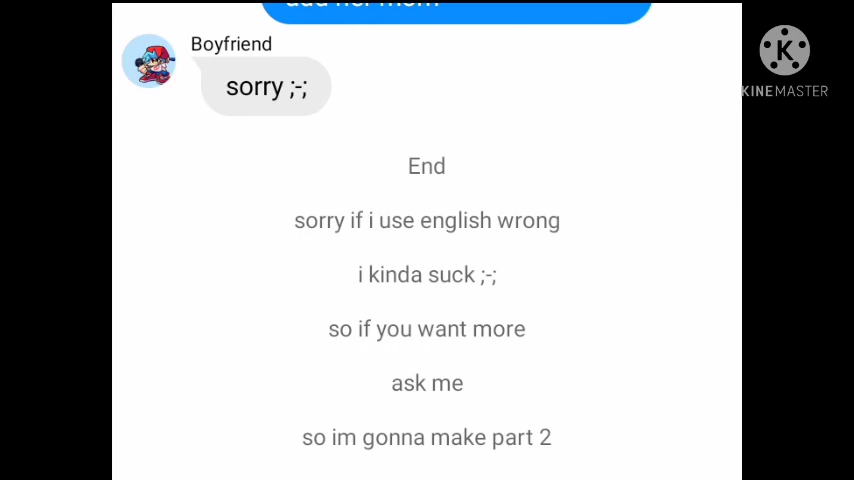 Boyfriend
sorry ;-;
K
KINEMASTER
End
sorry if i use english wrong
i kinda suck ;-;
so if you want more
ask me
so im gonna make part 2